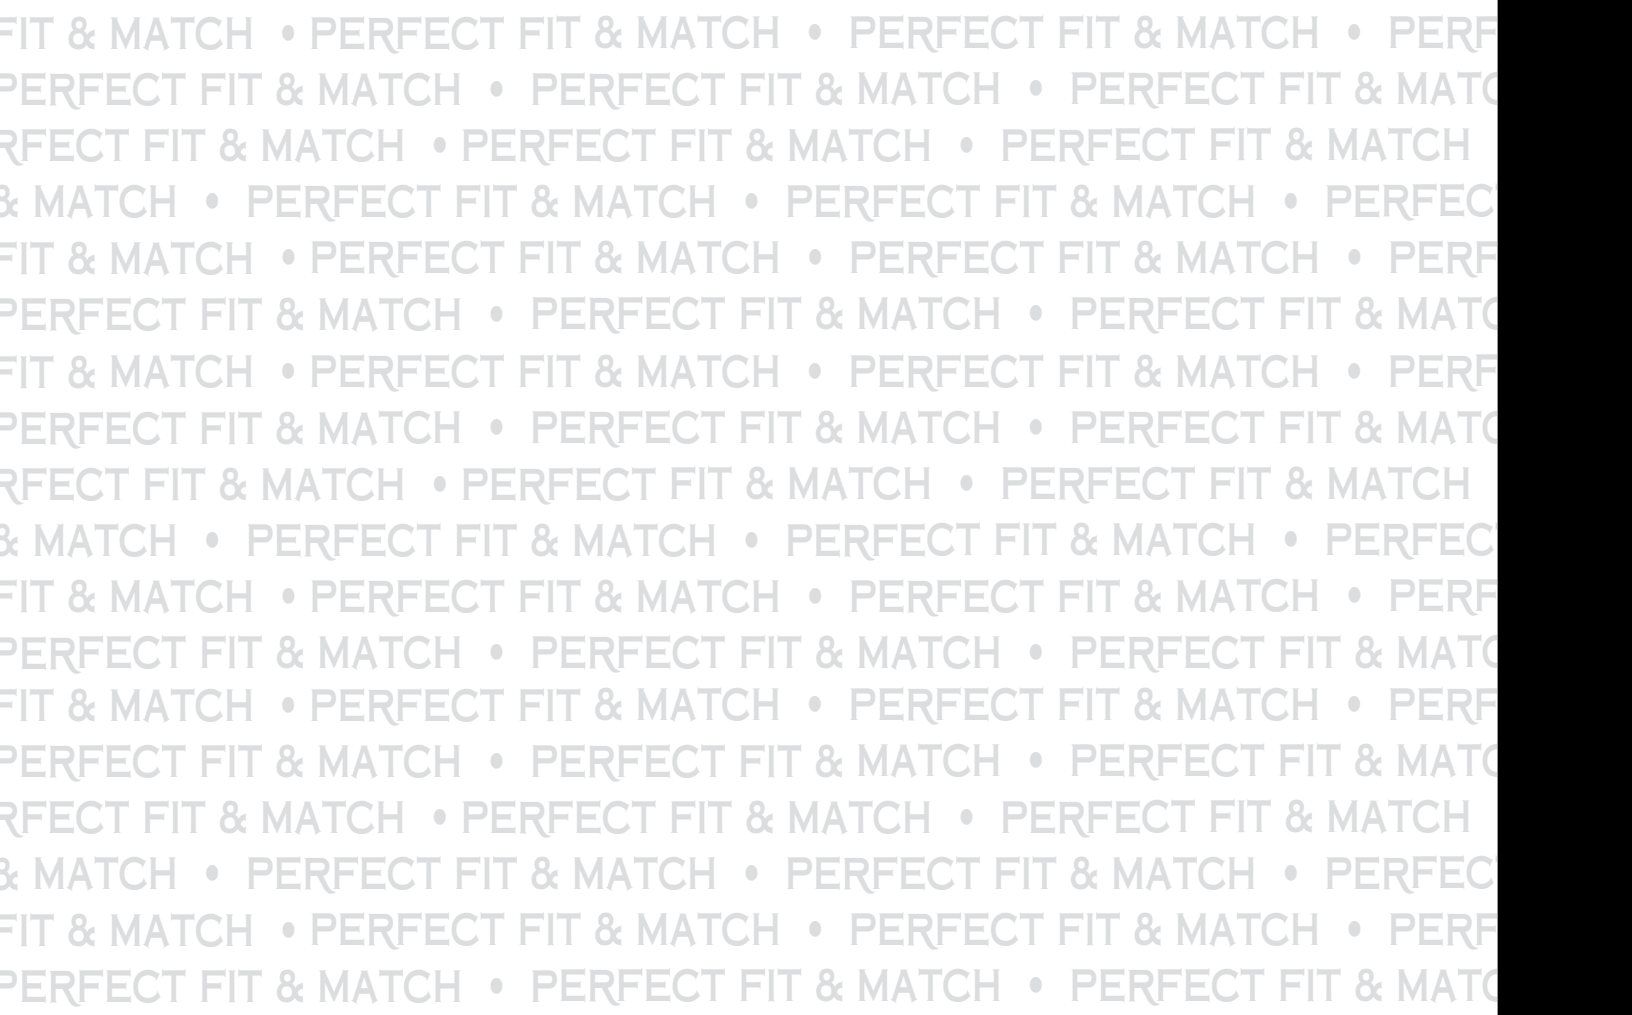 FIT & MATCH • PERFECT FIT & MATCH • PERFECT FIT & MATCH • PERF
PERFECT FIT & MATCH • PERFECT FIT & MATCH • PERFECT FIT & MATC
RFECT FIT & MATCH • PERFECT FIT & MATCH • PERFECT FIT & MATCH
& MATCH • PERFECT FIT & MATCH • PERFECT FIT & MATCH • PERFEC
FIT & MATCH • PERFECT FIT & MATCH • PERFECT FIT & MATCH • PERF
PERFECT FIT & MATCH • PERFECT FIT & MATCH • PERFECT FIT & MATC
FIT & MATCH • PERFECT FIT & MATCH • PERFECT FIT & MATCH • PERF
PERFECT FIT & MATCH • PERFECT FIT & MATCH • PERFECT FIT & MATC
RFECT FIT & MATCH • PERFECT FIT & MATCH • PERFECT FIT & MATCH
& MATCH • PERFECT FIT & MATCH • PERFECT FIT & MATCH • PERFEC
FIT & MATCH • PERFECT FIT & MATCH • PERFECT FIT & MATCH • PERF
PERFECT FIT & MATCH • PERFECT FIT & MATCH • PERFECT FIT & MATC
FIT & MATCH • PERFECT FIT & MATCH • PERFECT FIT & MATCH • PERF
PERFECT FIT & MATCH • PERFECT FIT & MATCH • PERFECT FIT & MATC
RFECT FIT & MATCH • PERFECT FIT & MATCH • PERFECT FIT & MATCH
& MATCH • PERFECT FIT & MATCH • PERFECT FIT & MATCH • PERFEC
FIT & MATCH • PERFECT FIT & MATCH • PERFECT FIT & MATCH • PERF
PERFECT FIT & MATCH • PERFECT FIT & MATCH • PERFECT FIT & MATC